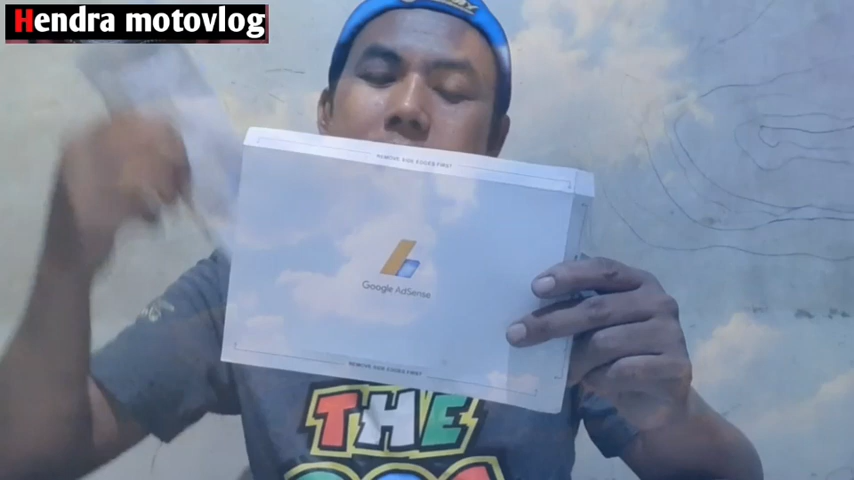 Hendra motovlog
REMOVE SIDE EDGES FIRST
Google AdSense
REMOVE SIDE EDGES FIRST
THE